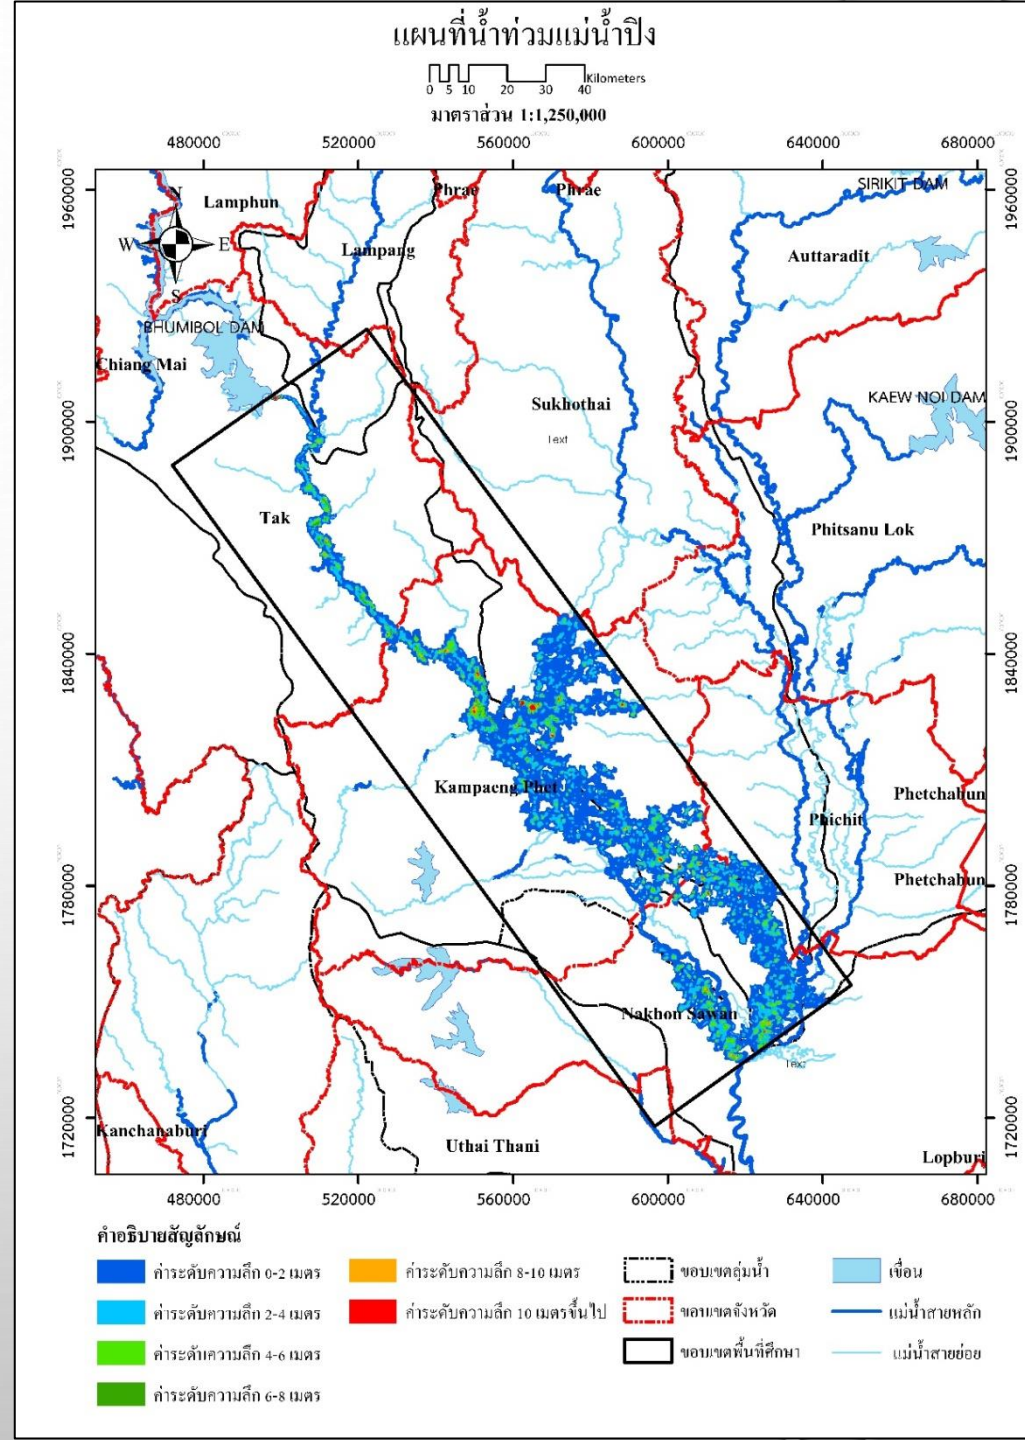 แผนที่น้ำท่วมแม่น้ำปิง
Kilometers
0 5 10 20 30 40
มาตราส่วน 1:1,250,000
480000 520000 560000 600000 640000 680000
1960000 1960000
N
W E
S
Lamphun
Phrae
Phrae
SIRIKIT DAM
Lampang
Auttaradit
BHUMIBOL DAM
Chiang Mai
Sukhothai
KAEW NOI DAM
1900000 1900000
Text
Tak
Phitsanu Lok
1840000 1840000
Kampaeng Phet
Phetchabun
Phichit
Phetchabun
1780000 1780000
Nakhon Sawan
Text
1720000 1720000
Kanchanaburi
Uthai Thani
Lopburi
480000 520000 560000 600000 640000 680000
คำอธิบายสัญลักษณ์
ค่าระดับความลึก 0-2 เมตร
ค่าระดับความลึก 2-4 เมตร
ค่าระดับความลึก 4-6 เมตร
ค่าระดับความลึก 6-8 เมตร
ค่าระดับความลึก 8-10 เมตร
ค่าระดับความลึก 10 เมตรขึ้นไป
ขอบเขตลุ่มน้ำ
ขอบเขตจังหวัด
ขอบเขตพื้นที่ศึกษา
เขื่อน
แม่น้ำสายหลัก
แม่น้ำสายย่อย